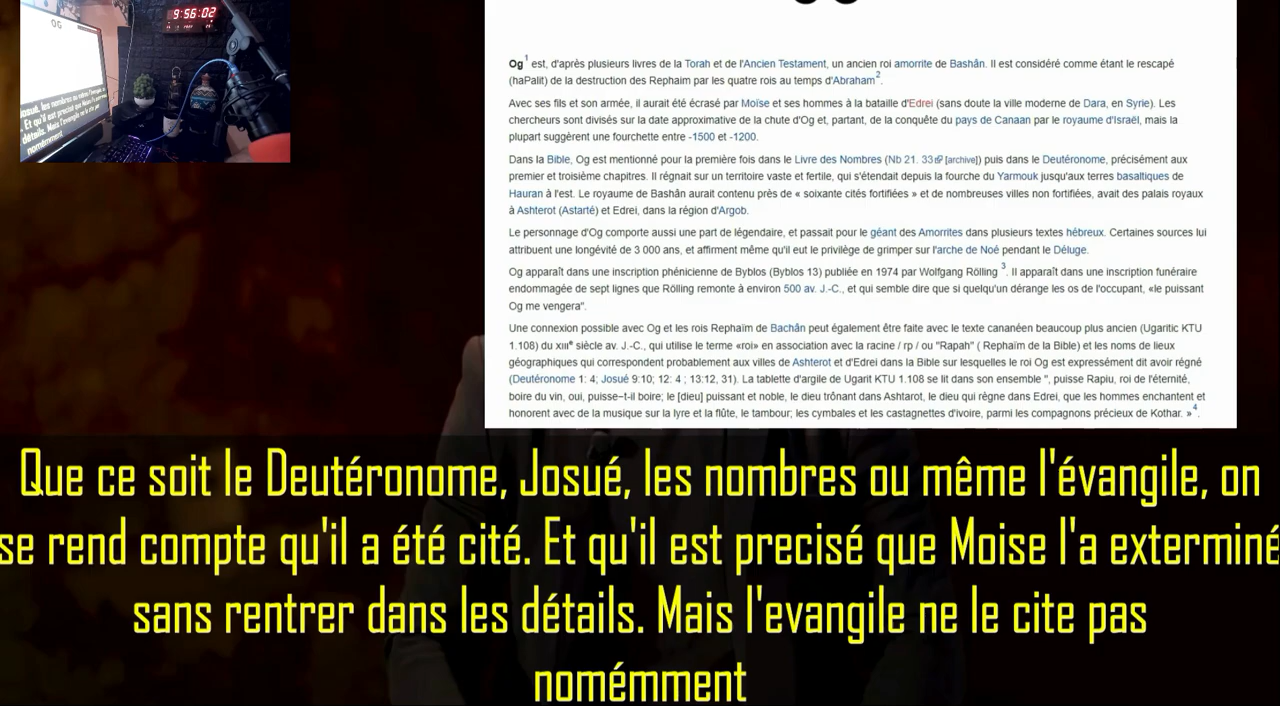 9:56:02
OG
Og1 est, d'après plusieurs livres de la Torah et de l'Ancien Testament, un ancien roi amorrite de Bashân. Il est considéré comme étant le rescapé
(haPalit) de la destruction des Rephaim par les quatre rois au temps d'Abraham2.
Avec ses fils et son armée, il aurait été écrasé par Moïse et ses hommes à la bataille d'Edrei (sans doute la ville moderne de Dara, en Syrie). Les
chercheurs sont divisés sur la date approximative de la chute d'Og et, partant, de la conquête du pays de Canaan par le royaume d'Israël, mais la
plupart suggèrent une fourchette entre -1500 et -1200.
Dans la Bible, Og est mentionné pour la première fois dans le Livre des Nombres (Nb 21. 33 [archive]) puis dans le Deutéronome, précisément aux
premier et troisième chapitres. Il régnait sur un territoire vaste et fertile, qui s'étendait depuis la fourche du Yarmouk jusqu'aux terres basaltiques de
Hauran à l'est. Le royaume de Bashân aurait contenu près de « soixante cités fortifiées » et de nombreuses villes non fortifiées, avait des palais royaux
à Ashterot (Astarté) et Edrei, dans la région d'Argob.
Le personnage d'Og comporte aussi une part de légendaire, et passait pour le géant des Amorrites dans plusieurs textes hébreux. Certaines sources lui
attribuent une longévité de 3 000 ans, et affirment même qu'il eut le privilège de grimper sur l'arche de Noé pendant le Déluge.
Og apparaît dans une inscription phénicienne de Byblos (Byblos 13) publiée en 1974 par Wolfgang Rölling 3. Il apparaît dans une inscription funéraire
endommagée de sept lignes que Rölling remonte à environ 500 av. J.-C., et qui semble dire que si quelqu'un dérange les os de l'occupant, «le puissant
Og me vengera".
Une connexion possible avec Og et les rois Rephaïm de Bachân peut également être faite avec le texte cananéen beaucoup plus ancien (Ugaritic KTU
1.108) du XIIIe siècle av. J.-C., qui utilise le terme «roi» en association avec la racine / rp / ou "Rapah" ( Rephaïm de la Bible) et les noms de lieux
géographiques qui correspondent probablement aux villes de Ashterot et d'Edrei dans la Bible sur lesquelles le roi Og est expressément dit avoir régné
(Deutéronome 1: 4; Josué 9:10; 12: 4 ; 13:12, 31). La tablette d'argile de Ugarit KTU 1.108 se lit dans son ensemble ", puisse Rapiu, roi de l'éternité,
boire du vin, oui, puisse-t-il boire; le [dieu] puissant et noble, le dieu trônant dans Ashtarot, le dieu qui règne dans Edrei, que les hommes enchantent et
honorent avec de la musique sur la lyre et la flûte, le tambour; les cymbales et les castagnettes d'ivoire, parmi les compagnons précieux de Kothar. »4.
Que ce soit le Deutéronome, Josué, les nombres ou même l'évangile, on
se rend compte qu'il a été cité. Et qu'il est precisé que Moise l'a exterminé
sans rentrer dans les détails. Mais l'evangile ne le cite pas
nomémment